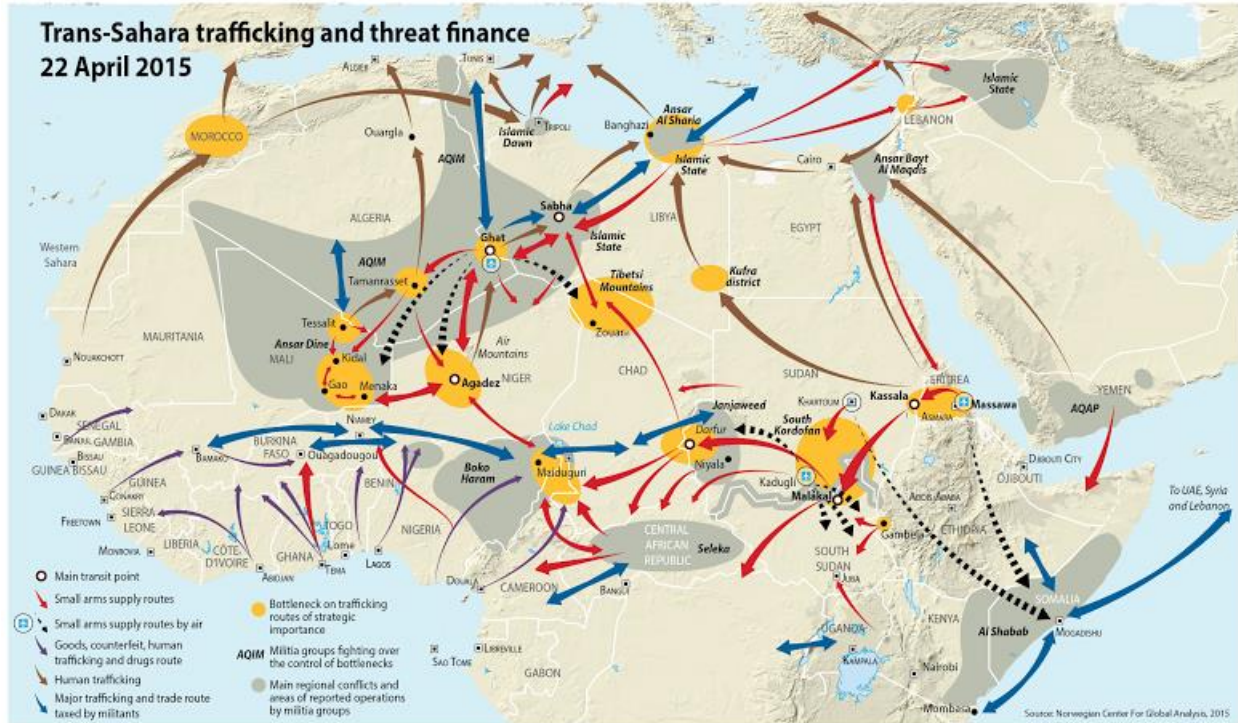 Trans-Sahara trafficking and threat finance
22 April 2015
ALGIER
TUNIS
MOROCCO
Ouargla
AQIM
Islamic
Dawn
TRIPOLI
Banghazi
Ansar
Al Sharia
Islamic
State
LEBANON
Islamic
State
Cairo
Ansar Bayt
Al Maqdis
Western
Sahara
ALGERIA
Sabha
LIBYA
EGYPT
Ghat
Islamic
State
AQIM
Tamanrasset
Tibetsi
Mountains
Kufra
district
Zouara
Tessalit
Ansar Dine
MAURITANIA
MALI
Kidal
Gao
Menaka
Air
Mountains
NIGER
Agadez
CHAD
SUDAN
NOUAKCHOTT
DAKAR
SENEGAL
BANJUL
GAMBIA
BISSAU
GUINEA BISSAU
NIAMEY
BURKINA
FASO
OUAGADOUGOU
BAMAKO
GUINEA
CONAKRY
BENIN
Lake Chad
Janjaweed
Darfur
Niyala
KHARTOUM
South
Kordofan
Kassala
ERITREA
ASMARA
Massawa
YEMEN
AQAP
Boko
Haram
Maiduguri
Kadugli
Malakal
DJIBOUTI CITY
DJIBOUTI
ADDIS ABABA
ETHIOPIA
Gambela
To UAE, Syria
and Lebanon
FREETOWN
SIERRA
LEONE
MONROVIA
LIBERIA
CÔTE
D'IVOIRE
GHANA
TOGO
Lome
NIGERIA
ABIDJAN
TEMA
LAGOS
DOUALA
CAMEROON
CENTRAL
AFRICAN
REPUBLIC
Seleka
BANGUI
SOUTH
SUDAN
JUBA
SOMALIA
MOGADISHU
Al Shabab
KENYA
UGANDA
KAMPALA
Nairobi
Mombasa
SAO TOME
LIBREVILLE
GABON
Main transit point
Small arms supply routes
Small arms supply routes by air
Goods, counterfeit, human
trafficking and drugs route
Human trafficking
Major trafficking and trade route
taxed by militants
Bottleneck on trafficking
routes of strategic
importance
AQIM
Militia groups fighting over
the control of bottlenecks
Main regional conflicts and
areas of reported operations
by militia groups
Source: Norwegian Center For Global Analysis, 2015